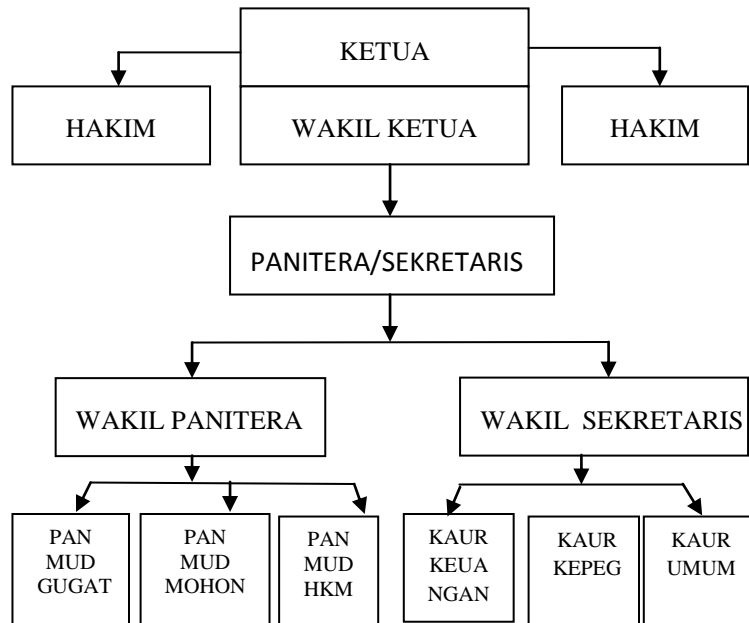 KETUA
HAKIM
WAKIL KETUA
HAKIM
PANITERA/SEKRETARIS
WAKIL PANITERA
WAKIL SEKRETARIS
PAN
MUD
GUGAT
PAN
MUD
MOHON
PAN
MUD
HKM
KAUR
KEUA
NGAN
KAUR
KEPEG
KAUR
UMUM